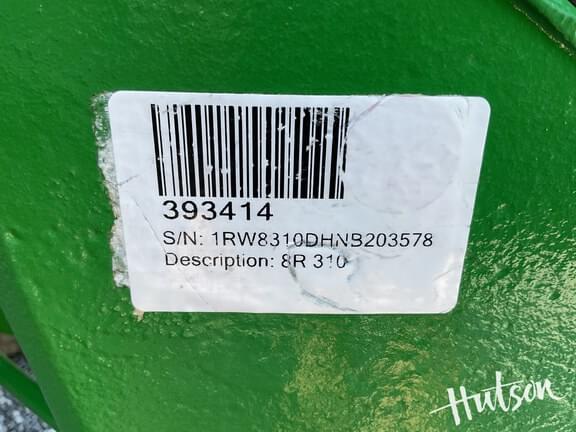 393414
S/N: 1RW8310DHNB203578
Description: 8R 310
Hutson